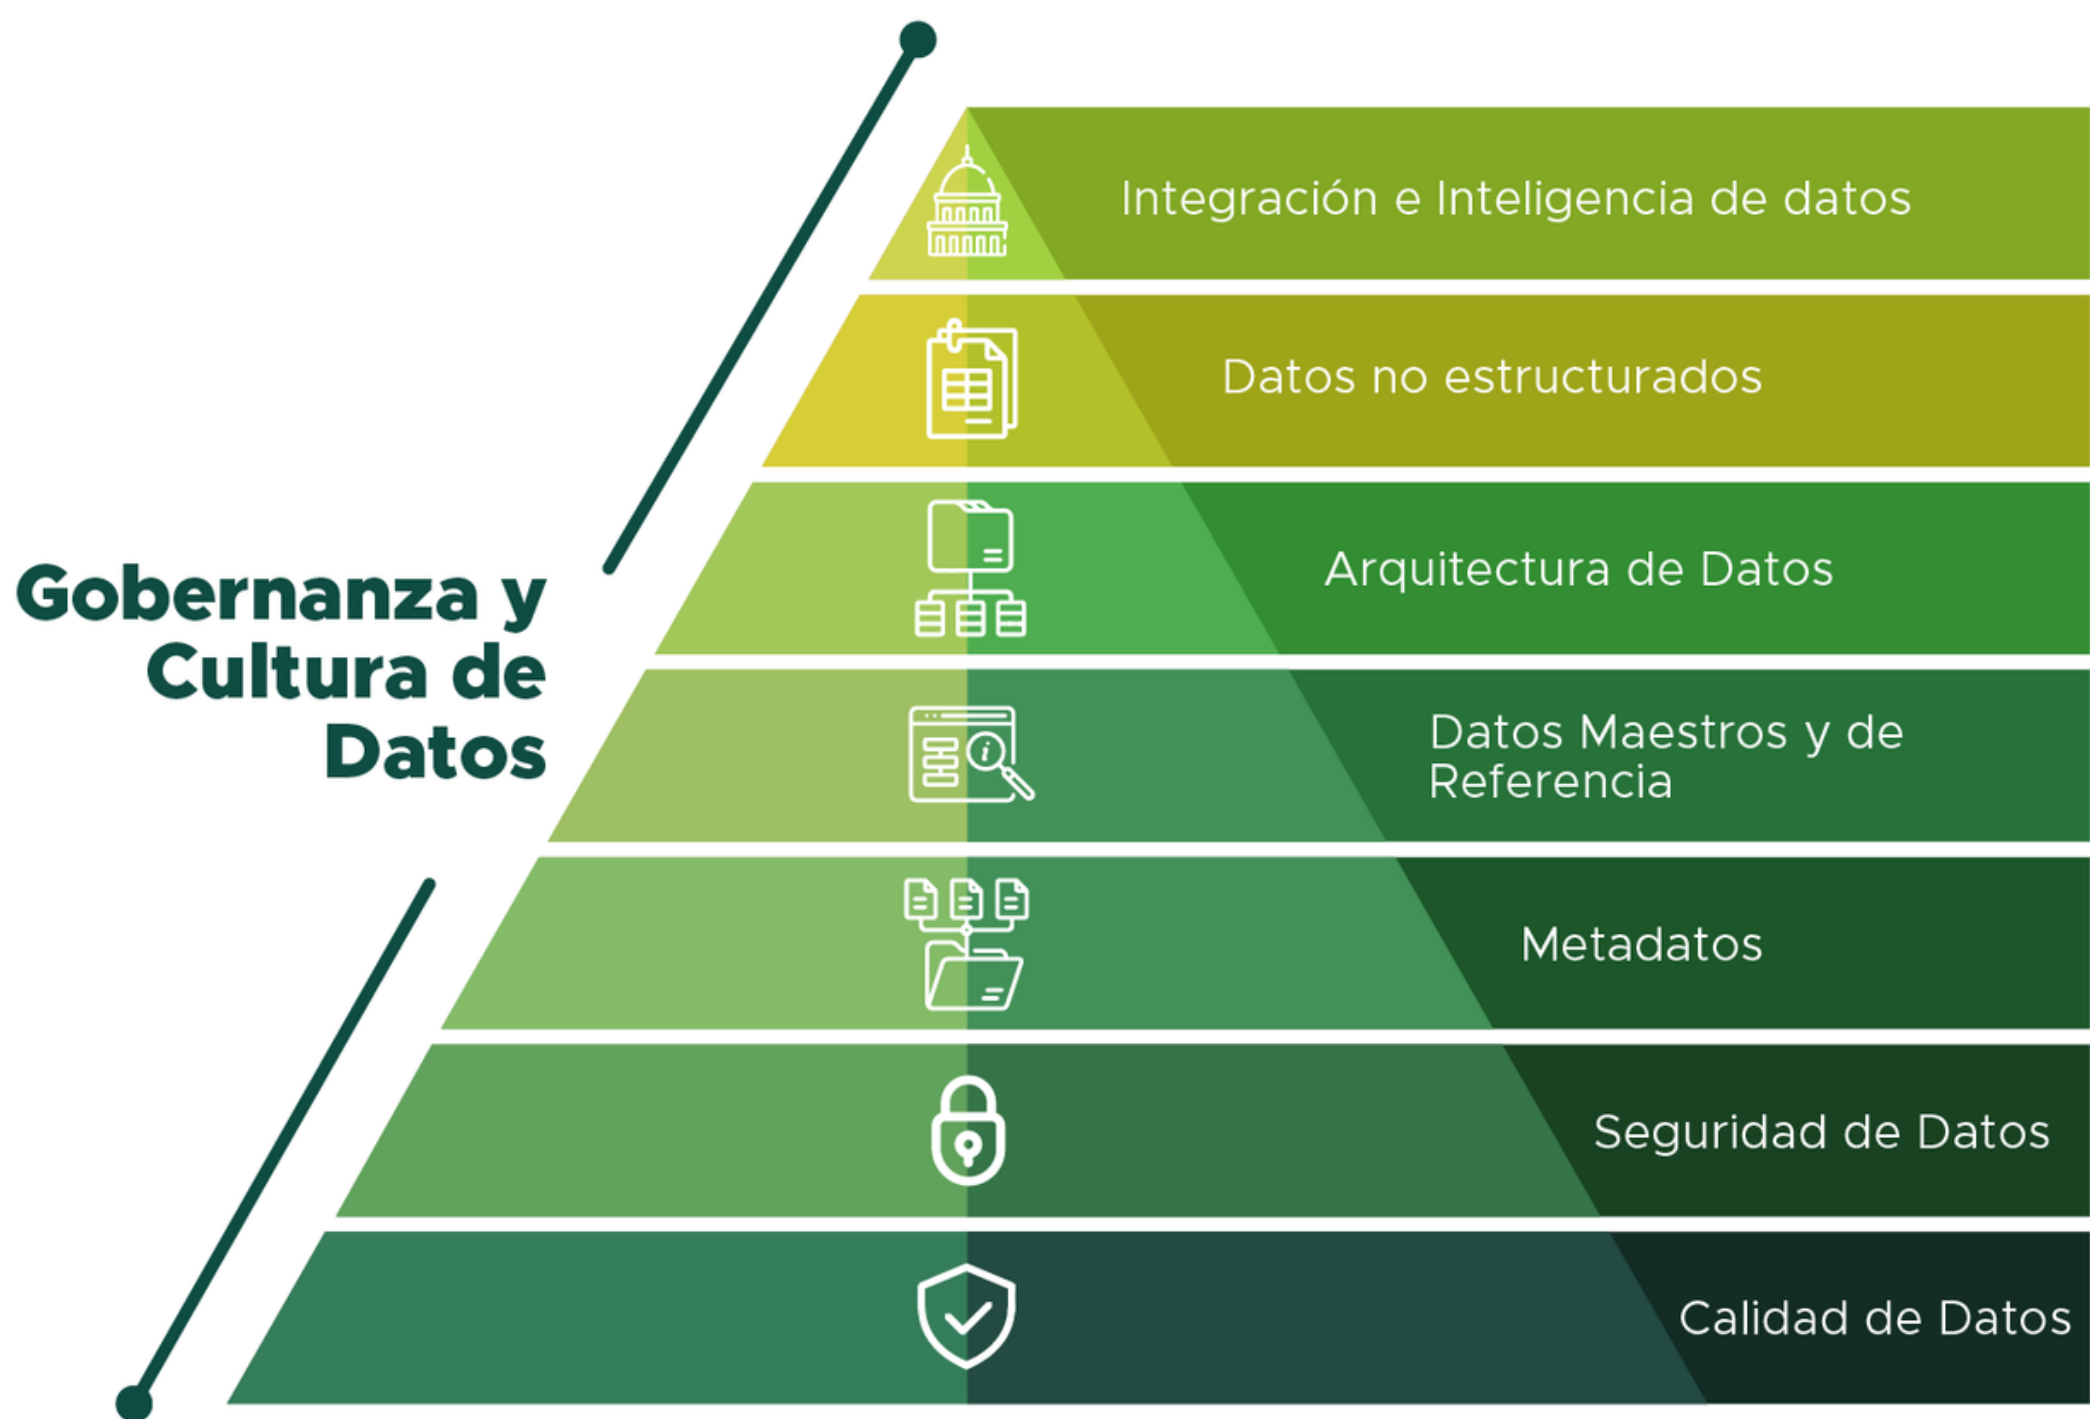 Gobernanza y
Cultura de
Datos
Integración e Inteligencia de datos
Datos no estructurados
Arquitectura de Datos
Datos Maestros y de
Referencia
Metadatos
Seguridad de Datos
Calidad de Datos